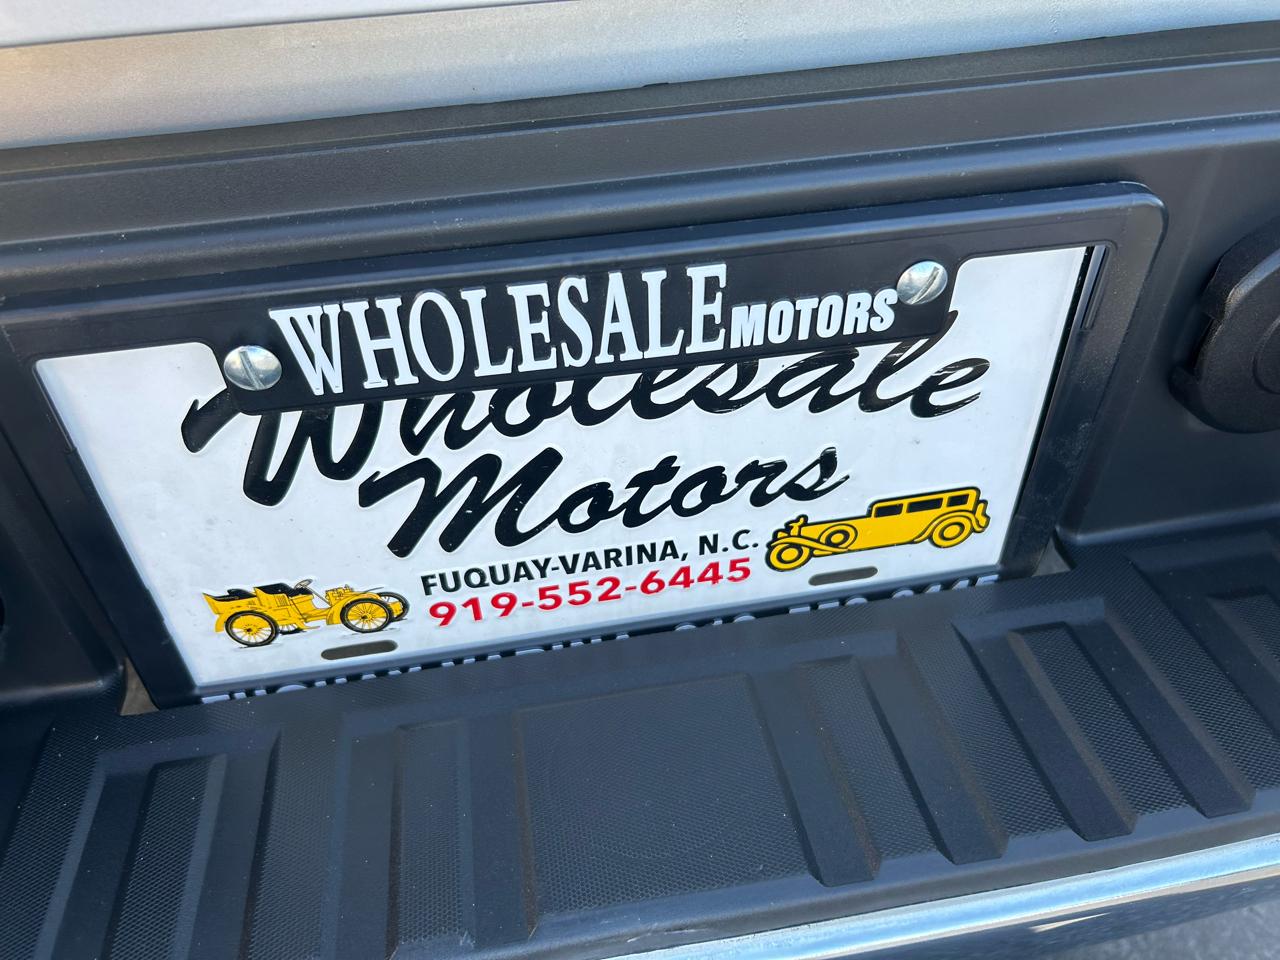 WHOLESALE MOTORS
Wholesale
Motors
FUQUAY-VARINA, N.C.
919-552-6445